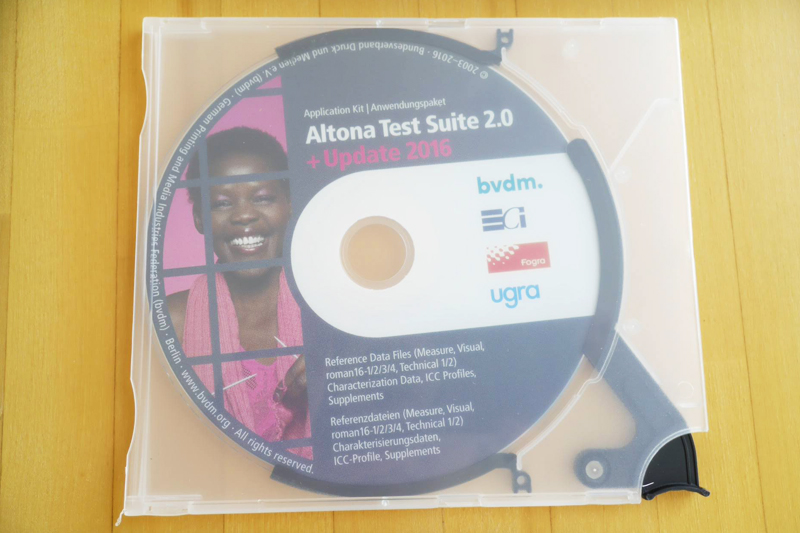 © 2003–2016 · Bundesverband Druck und Medien e.V. (bvdm) · German Printing and Media Industries Federation (bvdm) · Berlin · www.bvdm.org · All rights reserved.
Application Kit | Anwendungspaket
Altona Test Suite 2.0
+Update 2016
bvdm.
ECI
Fogra
ugra
Reference Data Files (Measure, Visual,
roman16-1/2/3/4, Technical 1/2)
Characterization Data, ICC Profiles,
Supplements
Referenzdateien (Measure, Visual,
roman16-1/2/3/4, Technical 1/2)
Charakterisierungsdaten,
ICC-Profile, Supplements